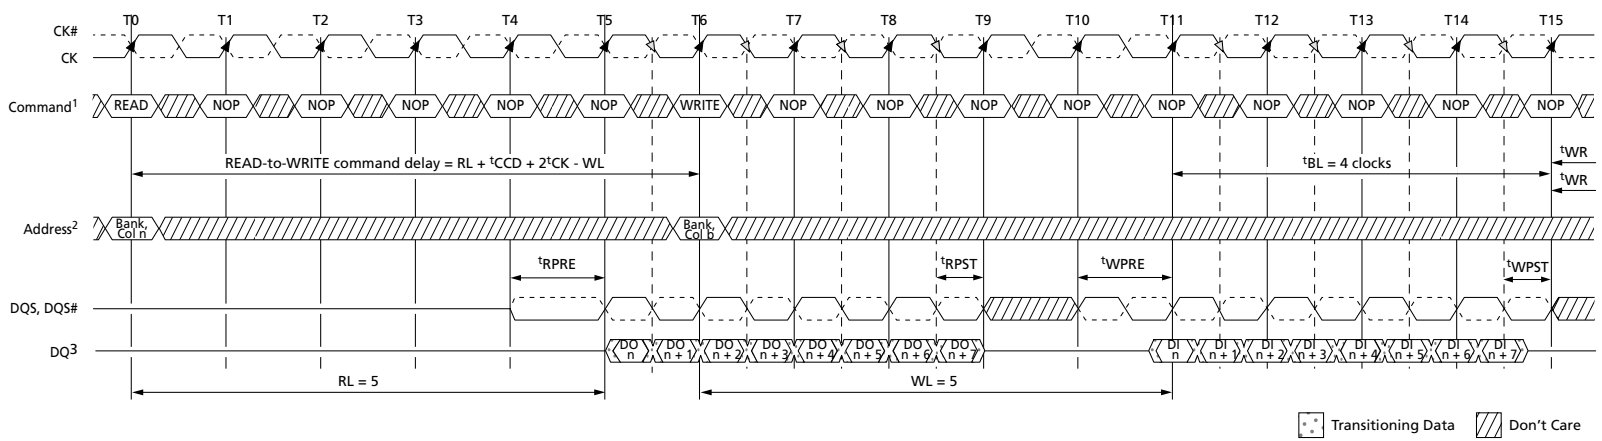 T0 T1 T2 T3 T4 T5 T6 T7 T8 T9 T10 T11 T12 T13 T14 T15
CK#
CK
Command¹ READ NOP NOP NOP NOP NOP WRITE NOP NOP NOP NOP NOP NOP NOP NOP NOP
READ-to-WRITE command delay = RL + tCCD + 2tCK - WL
tBL = 4 clocks
tWR
tWR
Address² Bank, Col n Bank, Col b
tRPRE tRPST tWPRE tWPST
DQS, DQS#
DQ3 DO n DO n + 1 DO n + 2 DO n + 3 DO n + 4 DO n + 5 DO n + 6 DO n + 7 DI n DI n + 1 DI n + 2 DI n + 3 DI n + 4 DI n + 5 DI n + 6 DI n + 7
RL = 5 WL = 5
Transitioning Data Don't Care